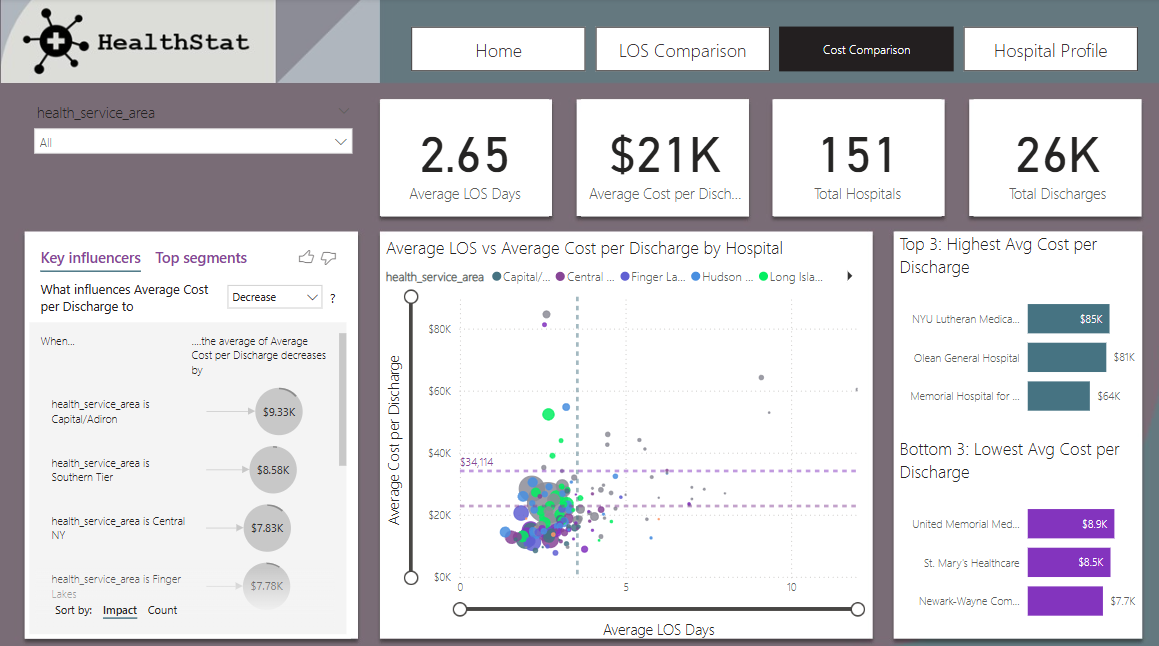 HealthStat
Home
LOS Comparison
Cost Comparison
Hospital Profile
health_service_area
All
2.65
Average LOS Days
$21K
Average Cost per Disch...
151
Total Hospitals
26K
Total Discharges
Key influencers
Top segments
What influences Average Cost
per Discharge to
Decrease
?
When...
....the average of Average
Cost per Discharge decreases
by
health_service_area is
Capital/Adiron
$9.33K
health_service_area is
Southern Tier
$8.58K
health_service_area is Central
NY
$7.83K
health_service_area is Finger
Lakes
$7.78K
Sort by:
Impact
Count
Average LOS vs Average Cost per Discharge by Hospital
health_service_area
Capital/...
Central ...
Finger La...
Hudson ...
Long Isla...
Average Cost per Discharge
$80K
$60K
$40K
$34,114
$20K
$0K
0
5
10
Average LOS Days
Top 3: Highest Avg Cost per
Discharge
NYU Lutheran Medica...
$85K
Olean General Hospital
$81K
Memorial Hospital for ...
$64K
Bottom 3: Lowest Avg Cost per
Discharge
United Memorial Med...
$8.9K
St. Mary's Healthcare
$8.5K
Newark-Wayne Com...
$7.7K